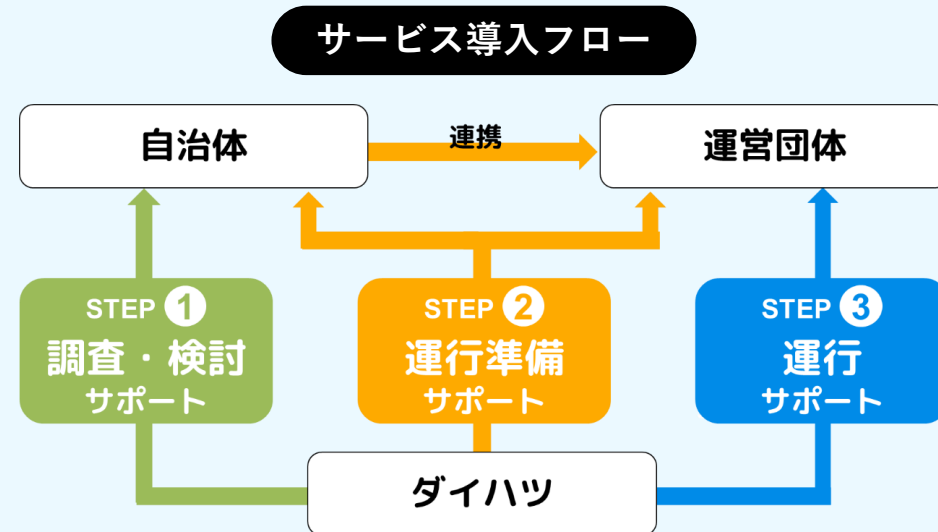 サービス導入フロー
自治体
連携
運営団体
STEP 1
調査・検討
サポート
STEP 2
運行準備
サポート
STEP 3
運行
サポート
ダイハツ